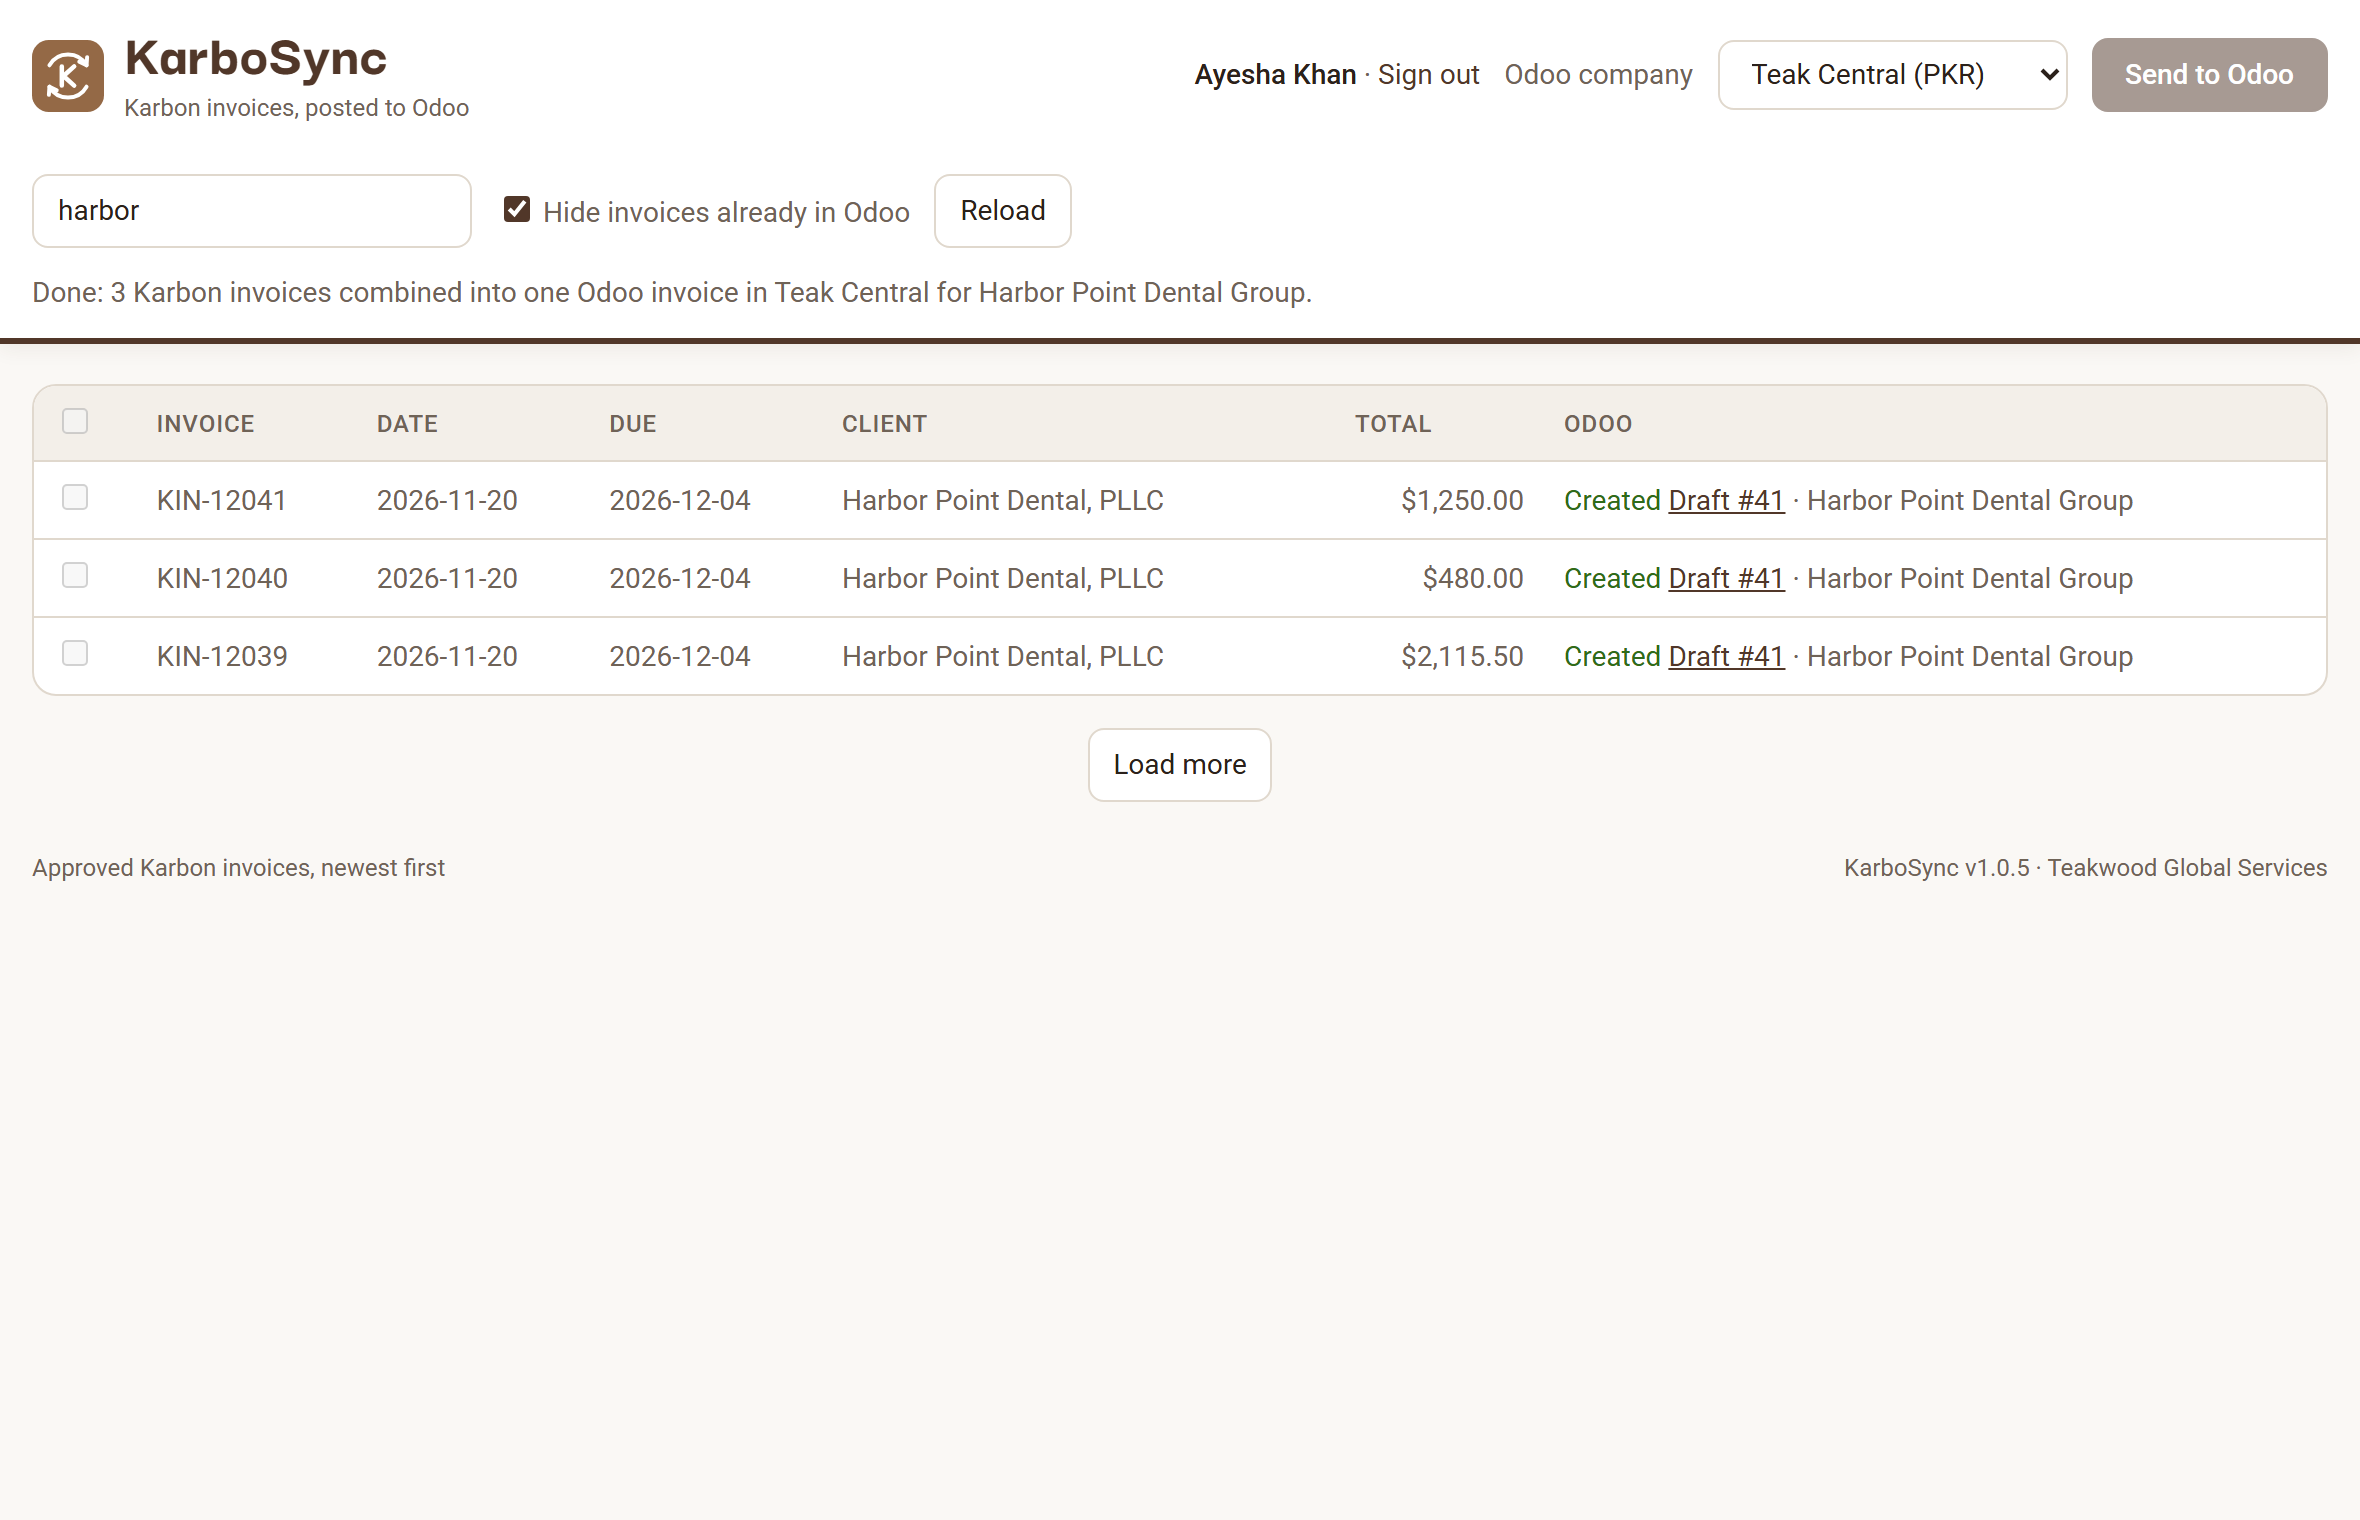 K
KarboSync
Karbon invoices, posted to Odoo
Ayesha Khan · Sign out Odoo company Teak Central (PKR) Send to Odoo
harbor Hide invoices already in Odoo Reload
Done: 3 Karbon invoices combined into one Odoo invoice in Teak Central for Harbor Point Dental Group.
INVOICE DATE DUE CLIENT TOTAL ODOO
KIN-12041 2026-11-20 2026-12-04 Harbor Point Dental, PLLC $1,250.00 Created Draft #41 · Harbor Point Dental Group
KIN-12040 2026-11-20 2026-12-04 Harbor Point Dental, PLLC $480.00 Created Draft #41 · Harbor Point Dental Group
KIN-12039 2026-11-20 2026-12-04 Harbor Point Dental, PLLC $2,115.50 Created Draft #41 · Harbor Point Dental Group
Load more
Approved Karbon invoices, newest first KarboSync v1.0.5 · Teakwood Global Services